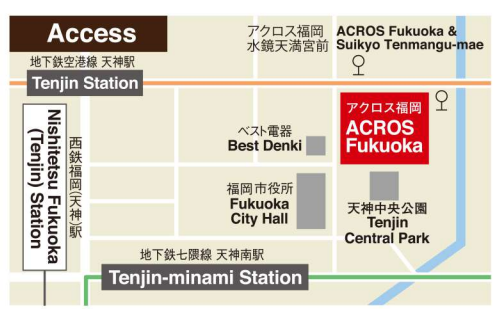 Access
アクロス福岡
水鏡天満宮前
ACROS Fukuoka &
Suikyo Tenmangu-mae
地下鉄空港線 天神駅
Tenjin Station
アクロス福岡
ACROS
Fukuoka
ベスト電器
Best Denki
Nishitetsu Fukuoka
(Tenjin) Station
西鉄福岡(天神)駅
福岡市役所
Fukuoka
City Hall
天神中央公園
Tenjin
Central Park
地下鉄七隈線 天神南駅
Tenjin-minami Station